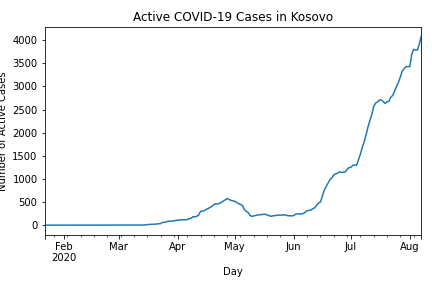 Active COVID-19 Cases in Kosovo
Number of Active Cases
4000
3500
3000
2500
2000
1500
1000
500
0
Feb Mar Apr May Jun Jul Aug
2020
Day